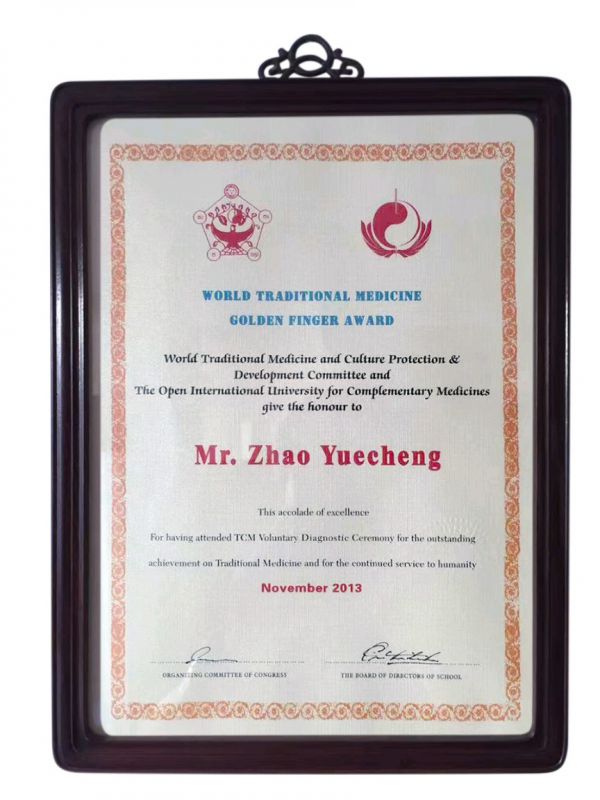 WORLD TRADITIONAL MEDICINE
GOLDEN FINGER AWARD
World Traditional Medicine and Culture Protection &
Development Committee and
The Open International University for Complementary Medicines
give the honour to
Mr. Zhao Yuecheng
This accolade of excellence
For having attended TCM Voluntary Diagnostic Ceremony for the outstanding
achievement on Traditional Medicine and for the continued service to humanity
November 2013
ORGANIZING COMMITTEE OF CONGRESS
THE BOARD OF DIRECTORS OF SCHOOL